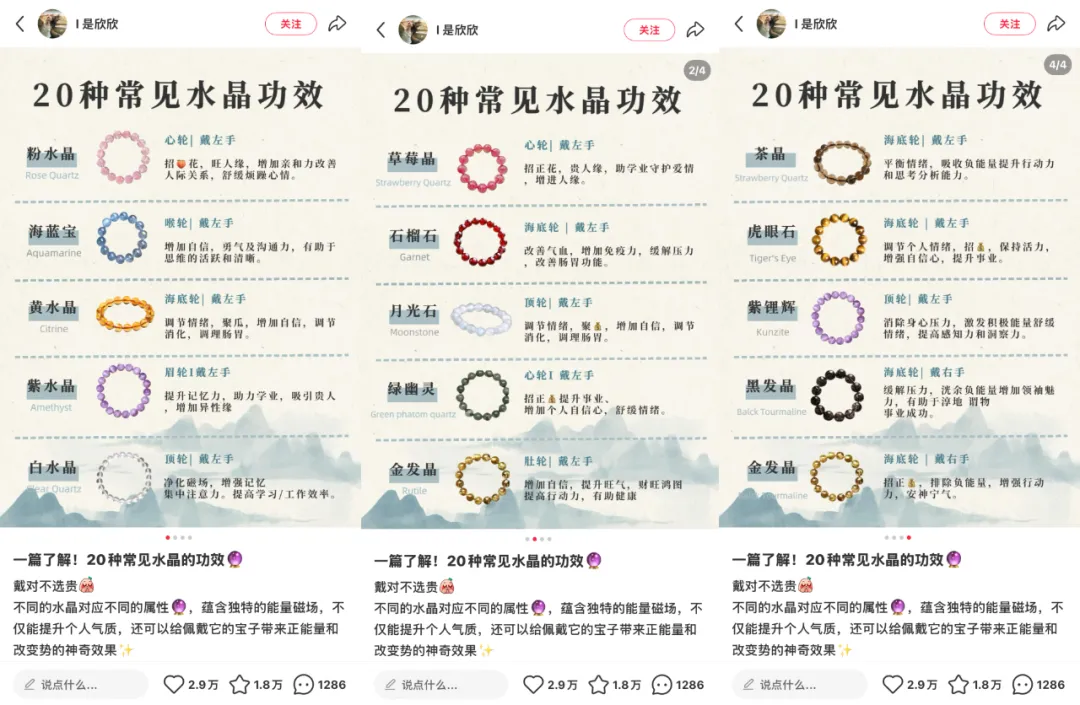 I是欣欣
关注
20种常见水晶功效
粉水晶
Rose Quartz
心轮| 戴左手
招🧡花，旺人缘，增加亲和力改善
人际关系，舒缓烦躁心情。
海蓝宝
Aquamarine
喉轮| 戴左手
增加自信，勇气及沟通力，有助于
思维的活跃和清晰。
黄水晶
Citrine
海底轮| 戴左手
调节情绪，聚瓜，增加自信，调节
消化，调理肠胃。
紫水晶
Amethyst
眉轮I戴左手
提升记忆力，助力学业，吸引贵人
，增加异性缘
白水晶
Clear Quartz
顶轮| 戴左手
净化磁场，增强记忆
集中注意力。提高学习/工作效率。
一篇了解！20种常见水晶的功效🔮
戴对不选贵
不同的水晶对应不同的属性🔮，蕴含独特的能量磁场，不
仅能提升个人气质，还可以给佩戴它的宝子带来正能量和
改变势的神奇效果✨
说点什么...
2.9万
1.8万
1286
I是欣欣
关注
2/4
20种常见水晶功效
草莓晶
Strawberry Quartz
心轮| 戴左手
招正花，贵人缘，助学业守护爱情
，增进人缘。
石榴石
Garnet
海底轮 | 戴左手
改善气血，增加免疫力，缓解压力
，改善肠胃功能。
月光石
Moonstone
顶轮| 戴左手
调节情绪，聚💰，增加自信，调节
消化，调理肠胃。
绿幽灵
Green phatom quartz
心轮I 戴左手
招正💰提升事业、
增加个人自信心，舒缓情绪。
金发晶
Rutile
肚轮| 戴左手
增加自信，提升旺气，财旺鸿图
提高行动力，有助健康
一篇了解！20种常见水晶的功效🔮
戴对不选贵
不同的水晶对应不同的属性🔮，蕴含独特的能量磁场，不
仅能提升个人气质，还可以给佩戴它的宝子带来正能量和
改变势的神奇效果✨
说点什么...
2.9万
1.8万
1286
I是欣欣
关注
4/4
20种常见水晶功效
茶晶
Strawberry Quartz
海底轮| 戴左手
平衡情绪，吸收负能量提升行动力
和思考分析能力。
虎眼石
Tiger's Eye
海底轮 | 戴左手
调节个人情绪，招💰，保持活力，
增强自信心，提升事业。
紫锂辉
Kunzite
顶轮| 戴左手
消除身心压力，激发积极能量舒缓
情绪，提高感知力和洞察力。
黑发晶
Balck Tourmaline
海底轮| 戴右手
缓解压力，洸余负能量增加领袖魅
力，有助于淳地 谓物
事业成功。
金发晶
海底轮 | 戴右手
招正💰，排除负能量，增强行动
力，安神宁气。
一篇了解！20种常见水晶的功效🔮
戴对不选贵
不同的水晶对应不同的属性🔮，蕴含独特的能量磁场，不
仅能提升个人气质，还可以给佩戴它的宝子带来正能量和
改变势的神奇效果✨
说点什么...
2.9万
1.8万
1286